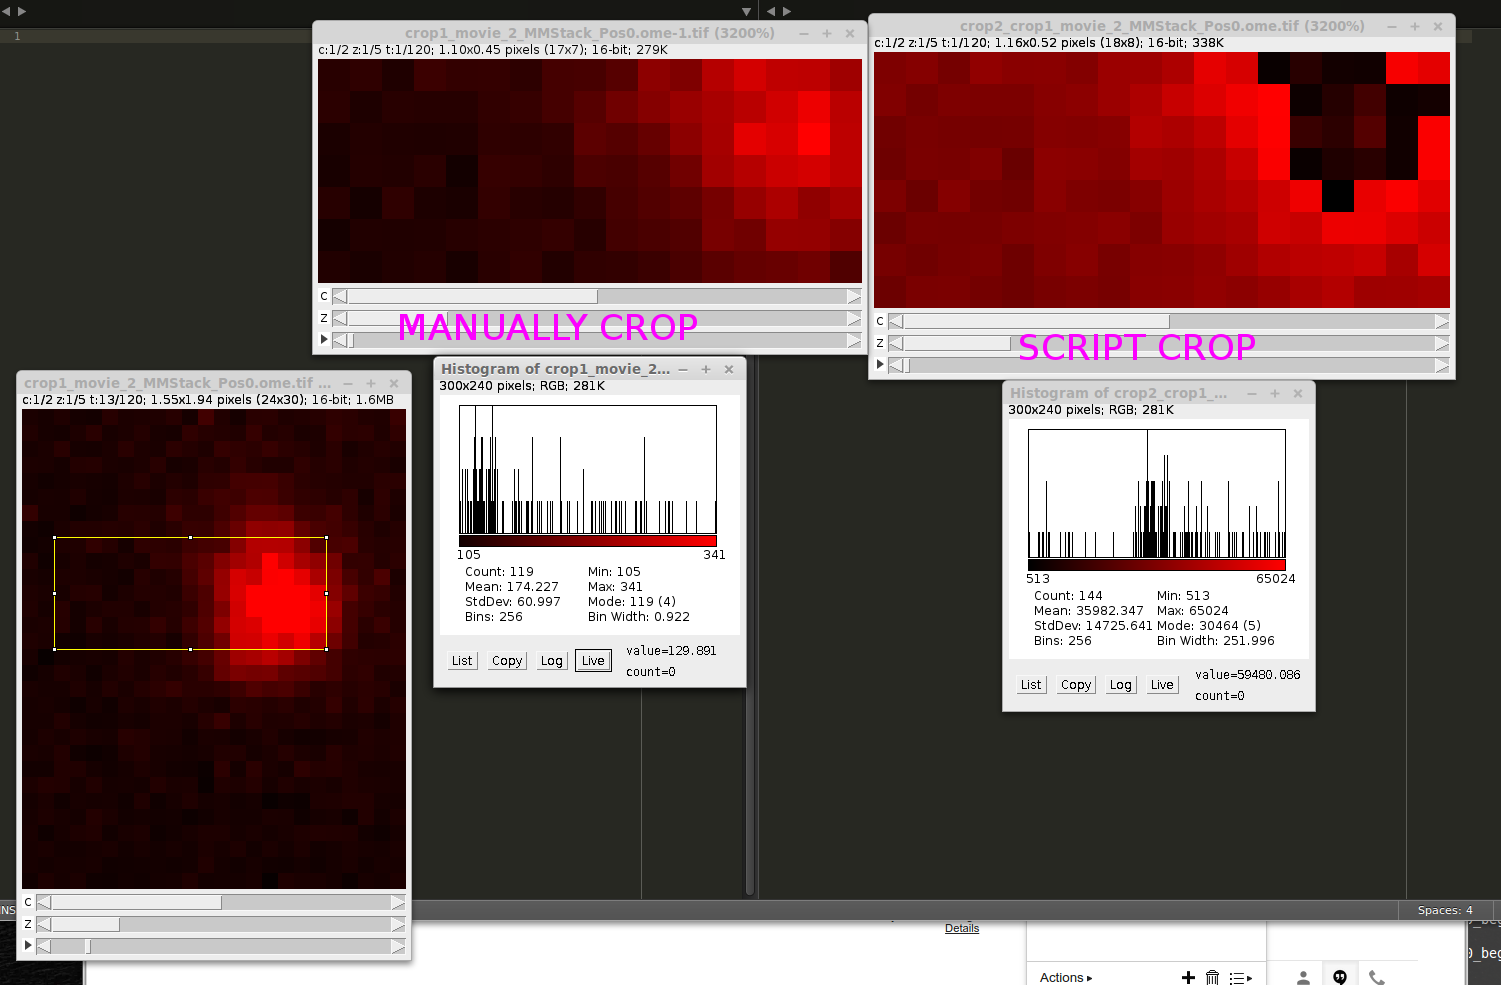 1
crop1_movie_2_MMStack_Pos0.ome-1.tif (3200%)
c:1/2 z:1/5 t:1/120; 1.10x0.45 pixels (17x7); 16-bit; 279K
C
Z
MANUALLY CROP
crop2_crop1_movie_2_MMStack_Pos0.ome.tif (3200%)
c:1/2 z:1/5 t:1/120; 1.16x0.52 pixels (18x8); 16-bit; 338K
C
Z
SCRIPT CROP
crop1_movie_2_MMStack_Pos0.ome.tif ...
c:1/2 z:1/5 t:13/120; 1.55x1.94 pixels (24x30); 16-bit; 1.6MB
C
Z
Histogram of crop1_movie_2...
300x240 pixels; RGB; 281K
105 341
Count: 119 Min: 105
Mean: 174.227 Max: 341
StdDev: 60.997 Mode: 119 (4)
Bins: 256 Bin Width: 0.922
List Copy Log Live
value=129.891
count=0
Histogram of crop2_crop1_...
300x240 pixels; RGB; 281K
513 65024
Count: 144 Min: 513
Mean: 35982.347 Max: 65024
StdDev: 14725.641 Mode: 30464 (5)
Bins: 256 Bin Width: 251.996
List Copy Log Live
value=59480.086
count=0
Spaces: 4
Details
Actions